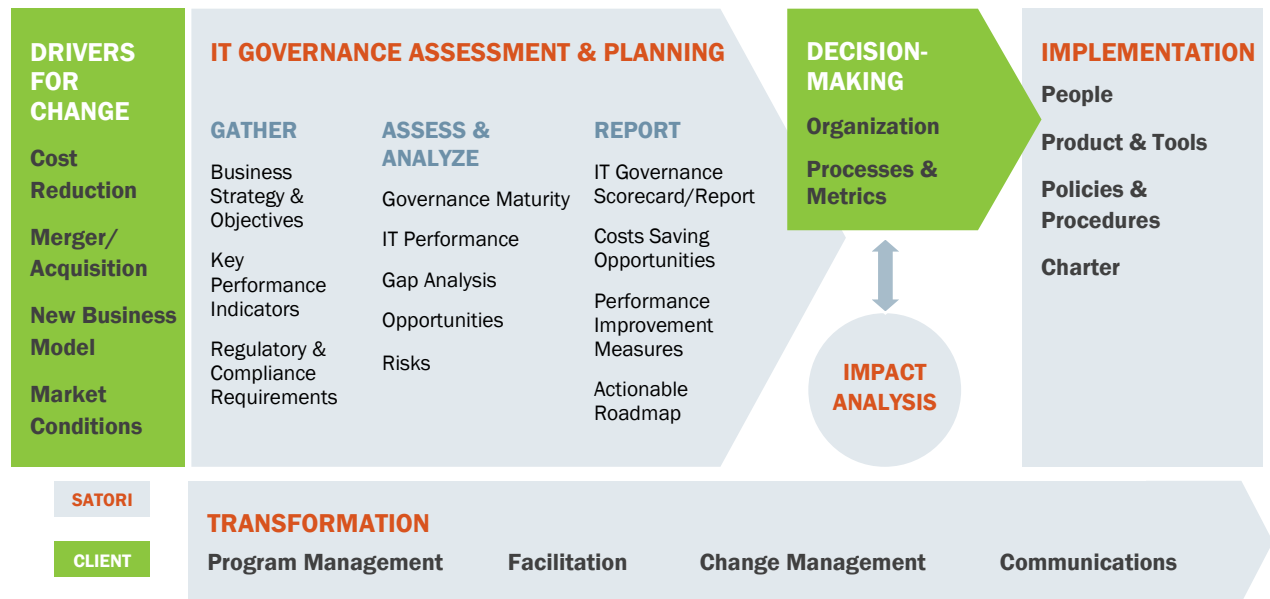 DRIVERS
FOR
CHANGE
Cost
Reduction
Merger/
Acquisition
New Business
Model
Market
Conditions
IT GOVERNANCE ASSESSMENT & PLANNING
GATHER
Business
Strategy &
Objectives
Key
Performance
Indicators
Regulatory &
Compliance
Requirements
ASSESS &
ANALYZE
Governance Maturity
IT Performance
Gap Analysis
Opportunities
Risks
REPORT
IT Governance
Scorecard/Report
Costs Saving
Opportunities
Performance
Improvement
Measures
Actionable
Roadmap
DECISION-
MAKING
Organization
Processes &
Metrics
IMPACT
ANALYSIS
IMPLEMENTATION
People
Product & Tools
Policies &
Procedures
Charter
SATORI
CLIENT
TRANSFORMATION
Program Management
Facilitation
Change Management
Communications